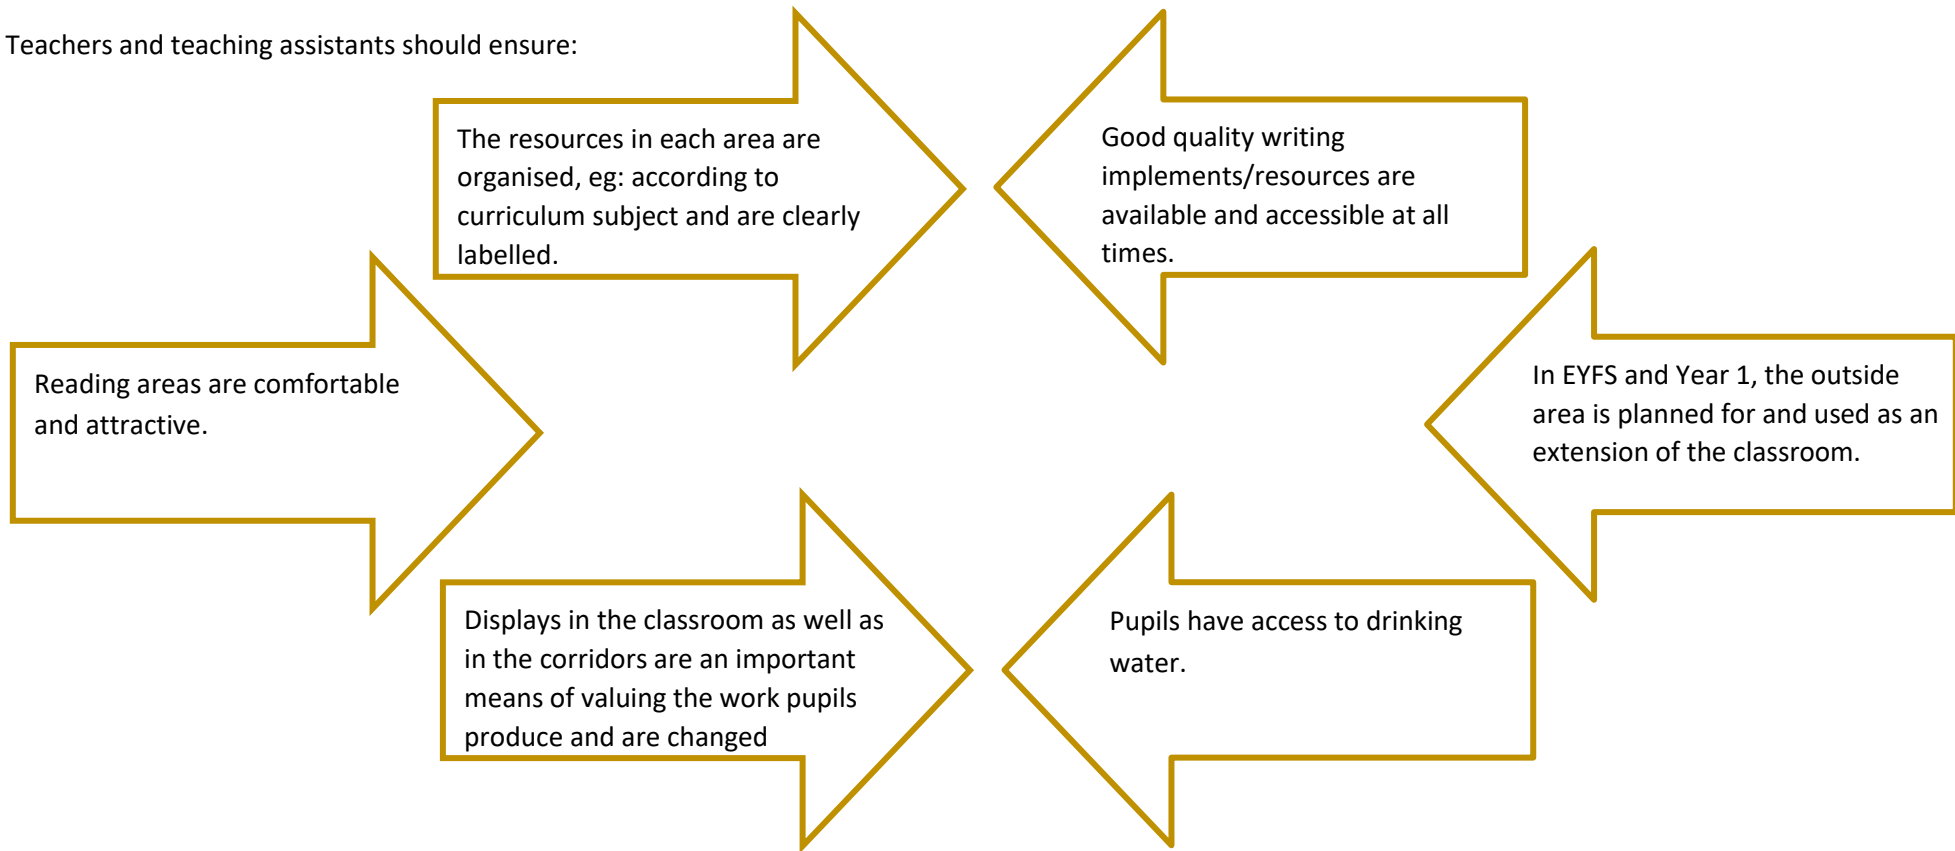 Teachers and teaching assistants should ensure:
The resources in each area are
organised, eg: according to
curriculum subject and are clearly
labelled.
Good quality writing
implements/resources are
available and accessible at all
times.
Reading areas are comfortable
and attractive.
In EYFS and Year 1, the outside
area is planned for and used as an
extension of the classroom.
Displays in the classroom as well as
in the corridors are an important
means of valuing the work pupils
produce and are changed
Pupils have access to drinking
water.